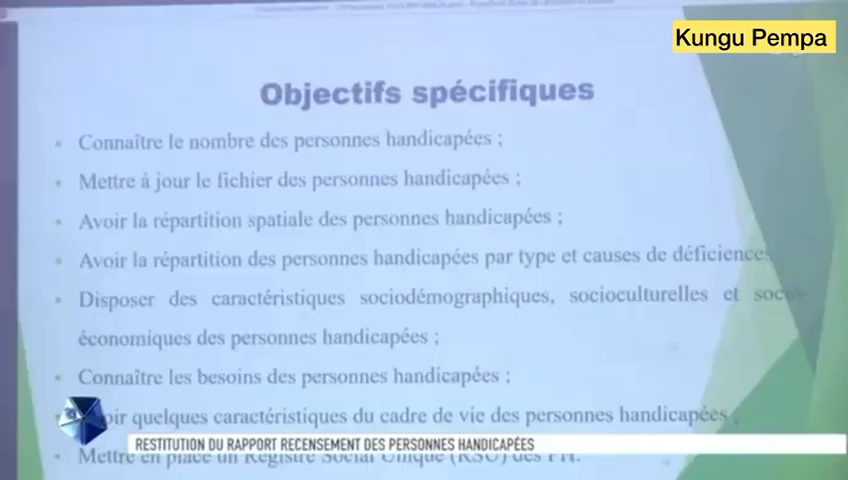 Kungu Pempa
Objectifs spécifiques
• Connaître le nombre des personnes handicapées ;
• Mettre à jour le fichier des personnes handicapées ;
• Avoir la répartition spatiale des personnes handicapées ;
• Avoir la répartition des personnes handicapées par type et causes de déficiences
• Disposer des caractéristiques sociodémographiques, socioculturelles et socio-
économiques des personnes handicapées ;
• Connaître les besoins des personnes handicapées ;
quelques caractéristiques du cadre de vie des personnes handicapées ;
RESTITUTION DU RAPPORT RECENSEMENT DES PERSONNES HANDICAPÉES
• Mettre en place un Registre Social Unique (RSU) des PH.